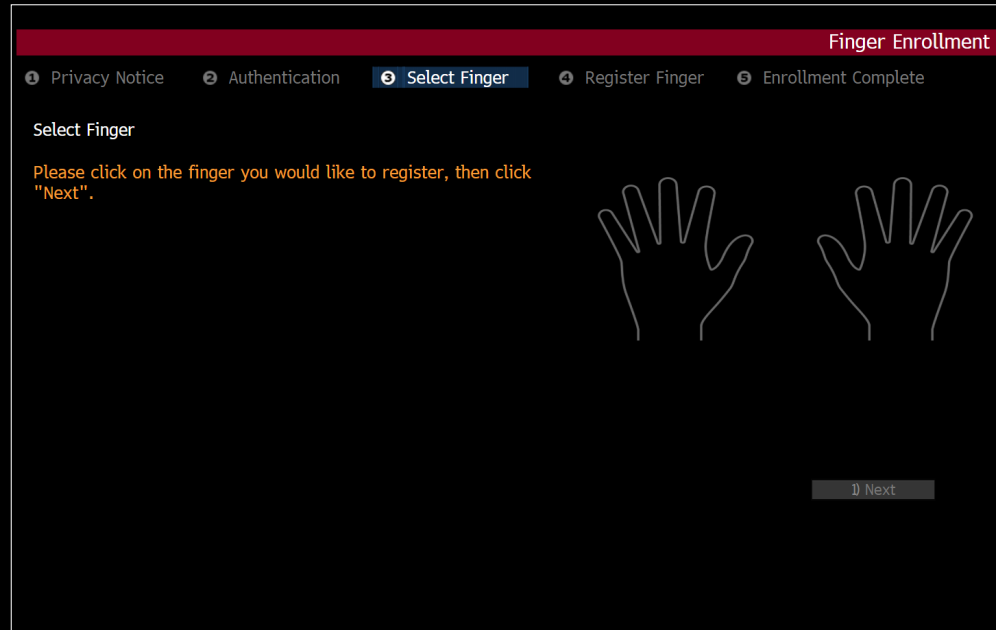 Finger Enrollment
❶ Privacy Notice ❷ Authentication ❸ Select Finger ❹ Register Finger ❺ Enrollment Complete
Select Finger
Please click on the finger you would like to register, then click
"Next".
1) Next